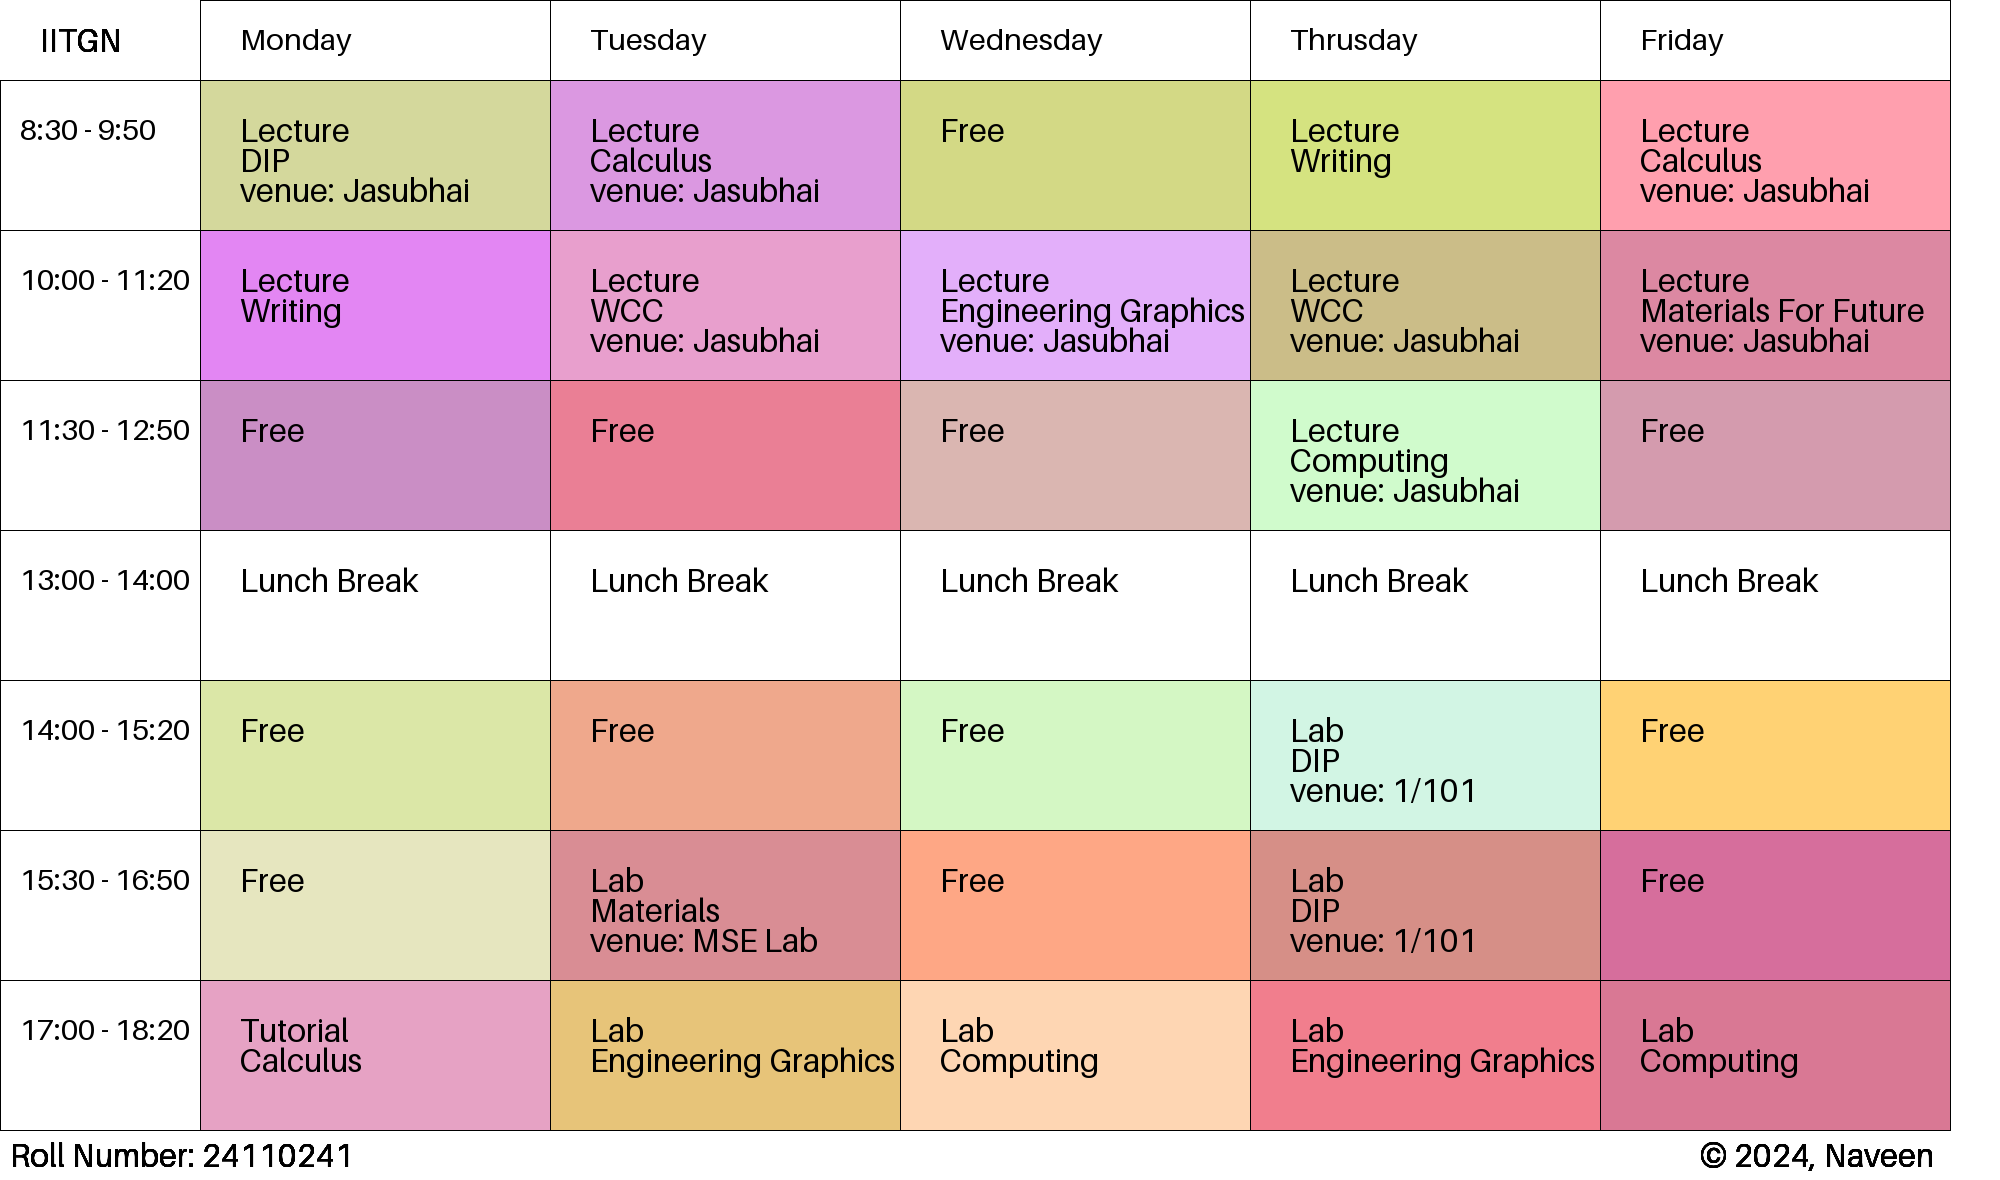 IITGN Monday Tuesday Wednesday Thrusday Friday
8:30 - 9:50
Lecture
DIP
venue: Jasubhai
Lecture
Calculus
venue: Jasubhai
Free
Lecture
Writing
Lecture
Calculus
venue: Jasubhai
10:00 - 11:20
Lecture
Writing
Lecture
WCC
venue: Jasubhai
Lecture
Engineering Graphics
venue: Jasubhai
Lecture
WCC
venue: Jasubhai
Lecture
Materials For Future
venue: Jasubhai
11:30 - 12:50
Free
Free
Free
Lecture
Computing
venue: Jasubhai
Free
13:00 - 14:00
Lunch Break
Lunch Break
Lunch Break
Lunch Break
Lunch Break
14:00 - 15:20
Free
Free
Free
Lab
DIP
venue: 1/101
Free
15:30 - 16:50
Free
Lab
Materials
venue: MSE Lab
Free
Lab
DIP
venue: 1/101
Free
17:00 - 18:20
Tutorial
Calculus
Lab
Engineering Graphics
Lab
Computing
Lab
Engineering Graphics
Lab
Computing
Roll Number: 24110241
© 2024, Naveen